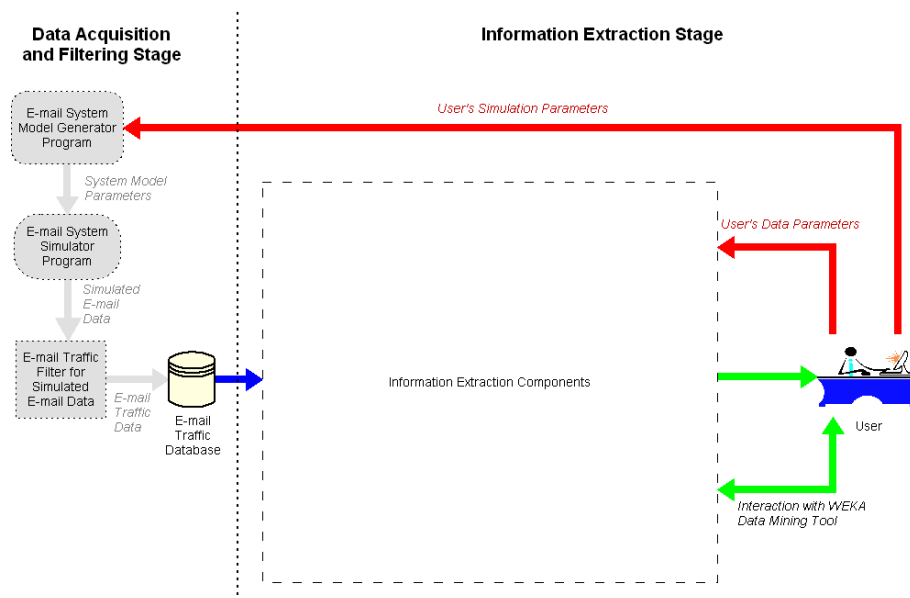 Data Acquisition
and Filtering Stage
Information Extraction Stage
E-mail System
Model Generator
Program
User's Simulation Parameters
System Model
Parameters
E-mail System
Simulator
Program
User's Data Parameters
Simulated
E-mail
Data
E-mail Traffic
Filter for
Simulated
E-mail Data
E-mail
Traffic
Data
E-mail
Traffic
Database
Information Extraction Components
User
Interaction with WEKA
Data Mining Tool